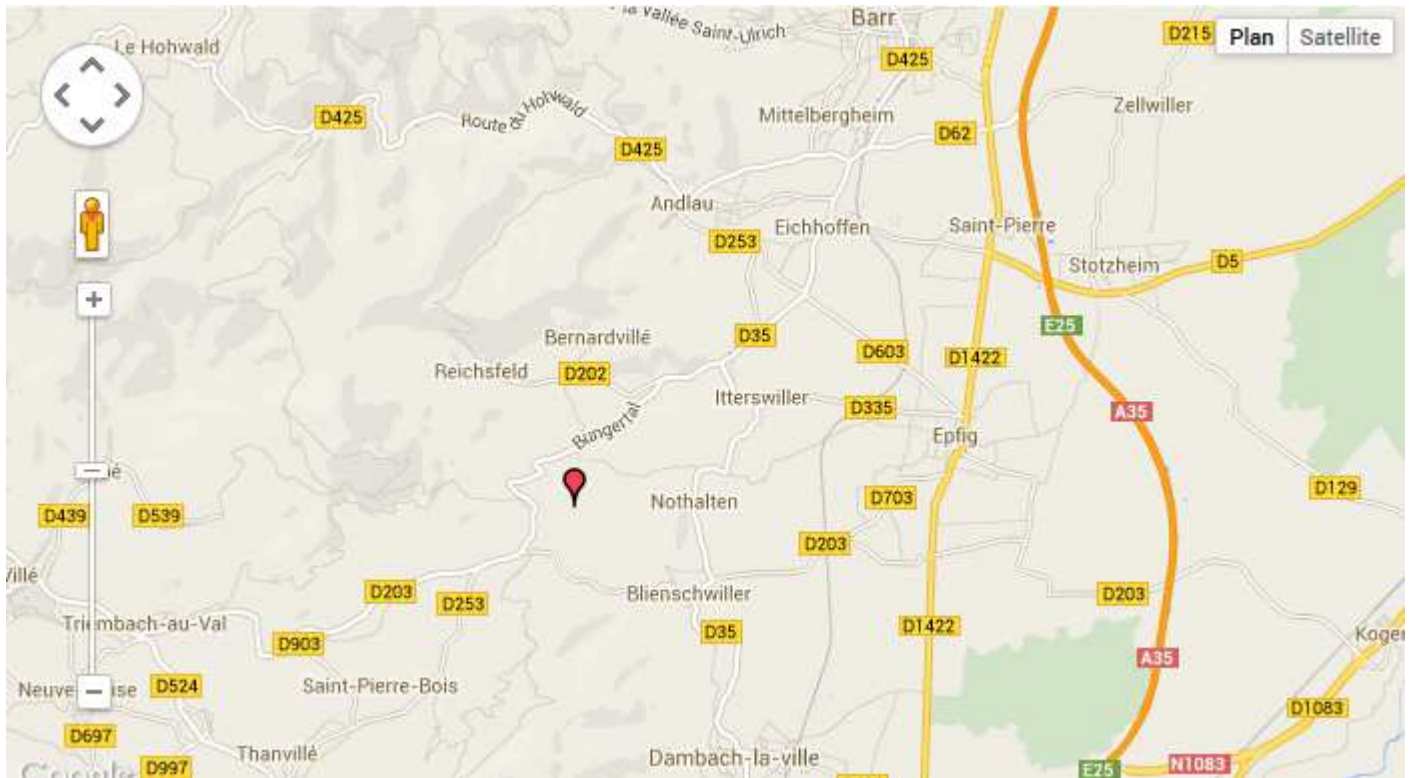 la Vallée Saint-Ulrich
Barr
D215
Plan
Satellite
Le Hohwald
D425
D425
Route du Hohwald
Mittelbergheim
Zellwiller
D62
D425
Andlau
Eichhoffen
Saint-Pierre
D253
Stotzheim
D5
Bernardvillé
D35
E25
D603
D1422
Reichsfeld
D202
Itterswiller
D335
A35
Bungertal
Epfig
Nothalten
D703
D129
D439
D539
D203
Villé
D203
D253
Blienschwiller
D203
Triembach-au-Val
D903
D35
D1422
Koger
A35
D524
Saint-Pierre-Bois
D1083
D697
Thanvillé
Dambach-la-ville
D997
E25
N1083
Google